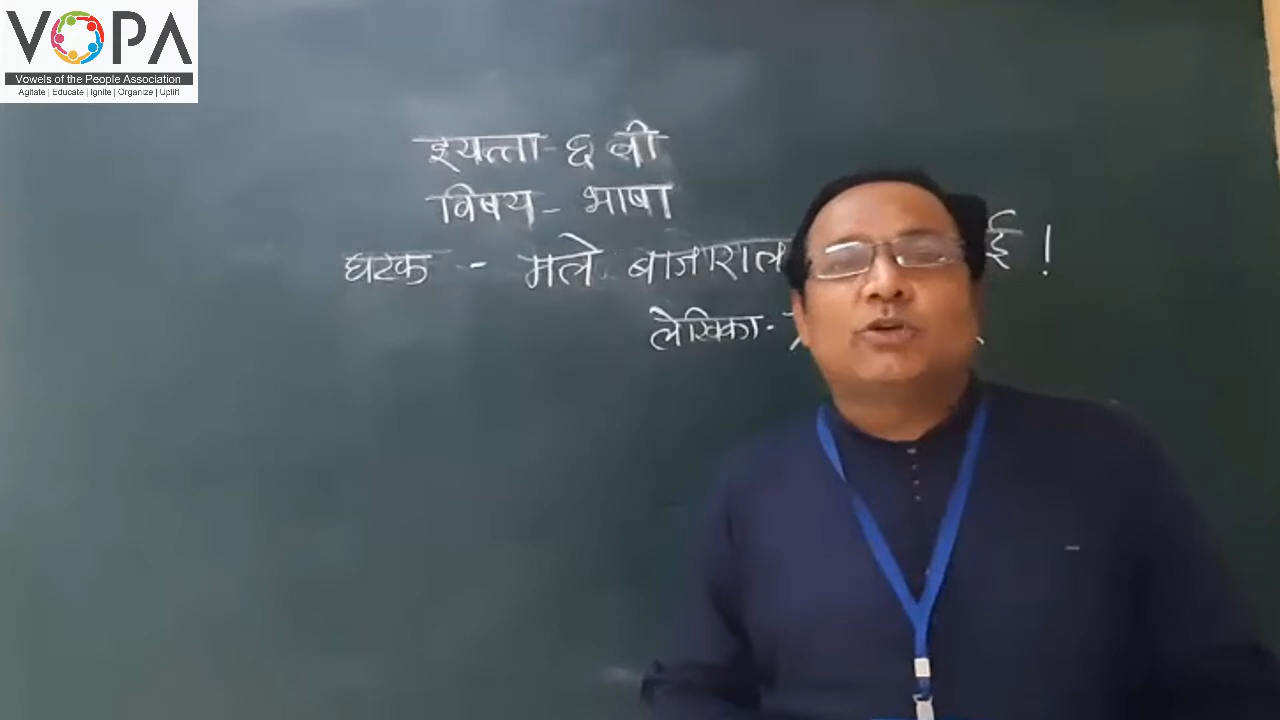 VOPA
Vowels of the People Association
Agitate | Educate | Ignite | Organize | Uplift
इयत्ता - ६ वी
विषय - भाषा
घटक - मले बाजाराले ई !
लेखिका -